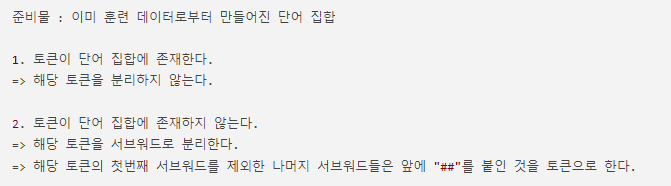 준비물 : 이미 훈련 데이터로부터 만들어진 단어 집합
1. 토큰이 단어 집합에 존재한다.
=> 해당 토큰을 분리하지 않는다.
2. 토큰이 단어 집합에 존재하지 않는다.
=> 해당 토큰을 서브워드로 분리한다.
=> 해당 토큰의 첫번째 서브워드를 제외한 나머지 서브워드들은 앞에 "##"를 붙인 것을 토큰으로 한다.